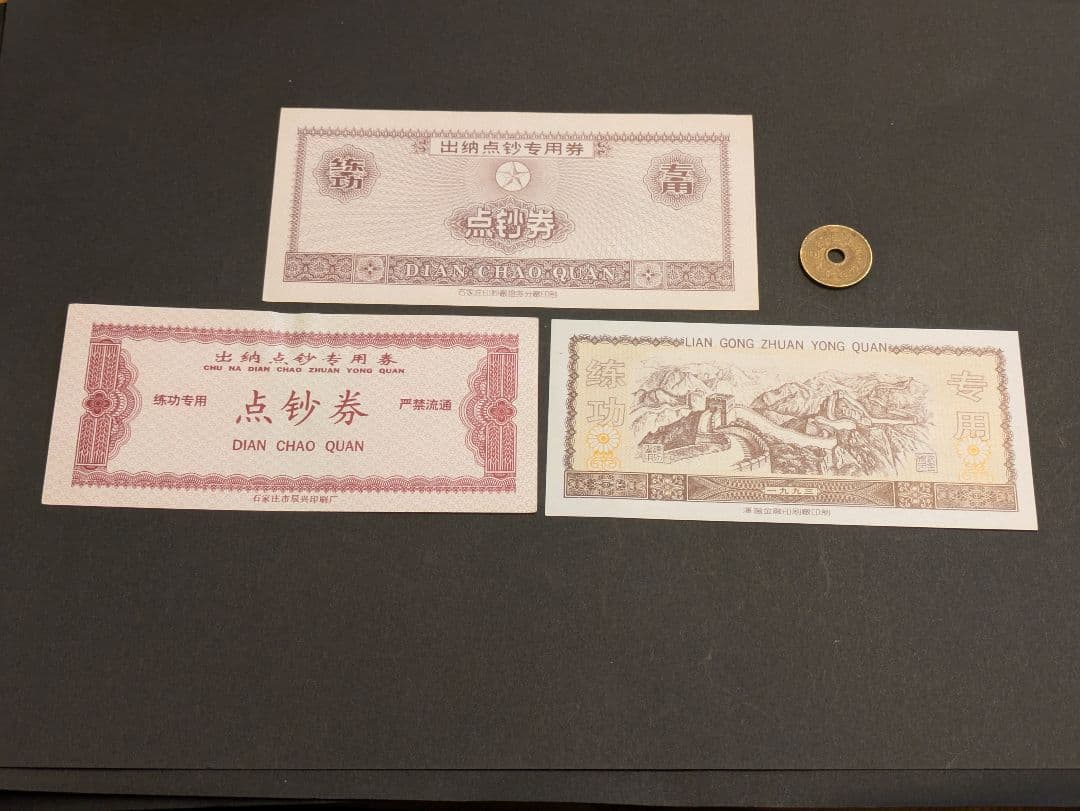 出纳点钞专用券
练功
专用
点钞券
DIAN CHAO QUAN
出纳点钞专用券
CHU NA DIAN CHAO ZHUAN YONG QUAN
练功专用
点钞券
严禁流通
DIAN CHAO QUAN
石家庄市辰兴印刷厂
LIAN GONG ZHUAN YONG QUAN
练功
专用
一九九三